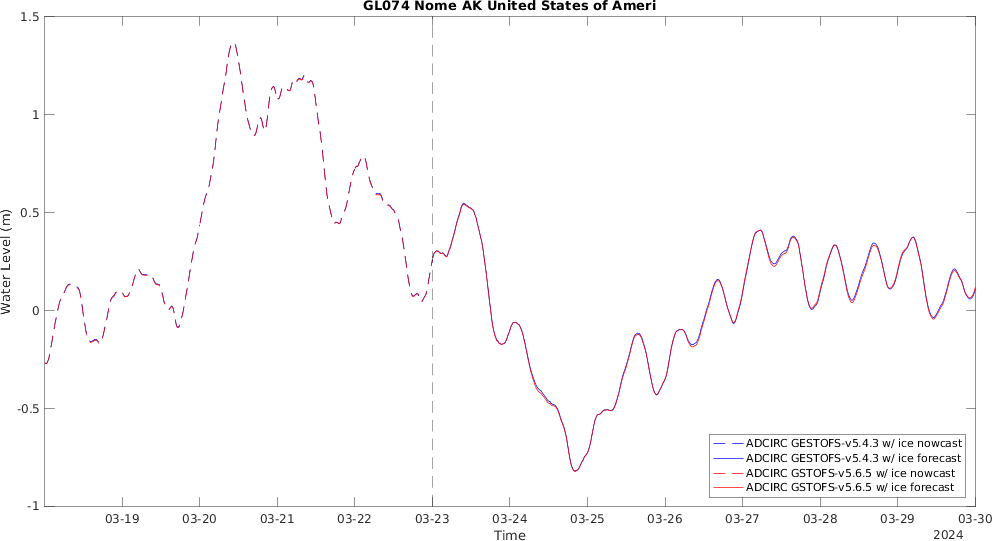 GL074 Nome AK United States of Ameri
1.5
1
0.5
0
-0.5
-1
Water Level (m)
03-19 03-20 03-21 03-22 03-23 03-24 03-25 03-26 03-27 03-28 03-29 03-30
Time
2024
ADCIRC GESTOFS-v5.4.3 w/ ice nowcast
ADCIRC GESTOFS-v5.4.3 w/ ice forecast
ADCIRC GSTOFS-v5.6.5 w/ ice nowcast
ADCIRC GSTOFS-v5.6.5 w/ ice forecast